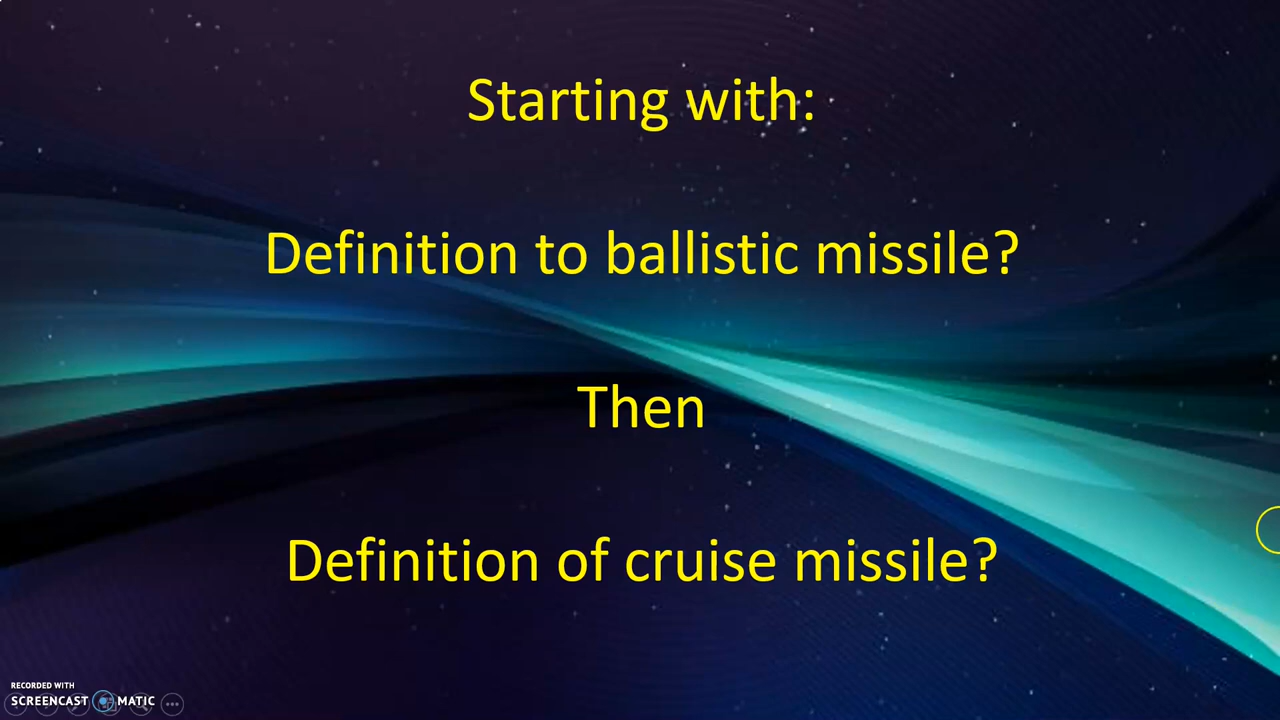 Starting with:
Definition to ballistic missile?
Then
Definition of cruise missile?
RECORDED WITH
SCREENCAST MATIC